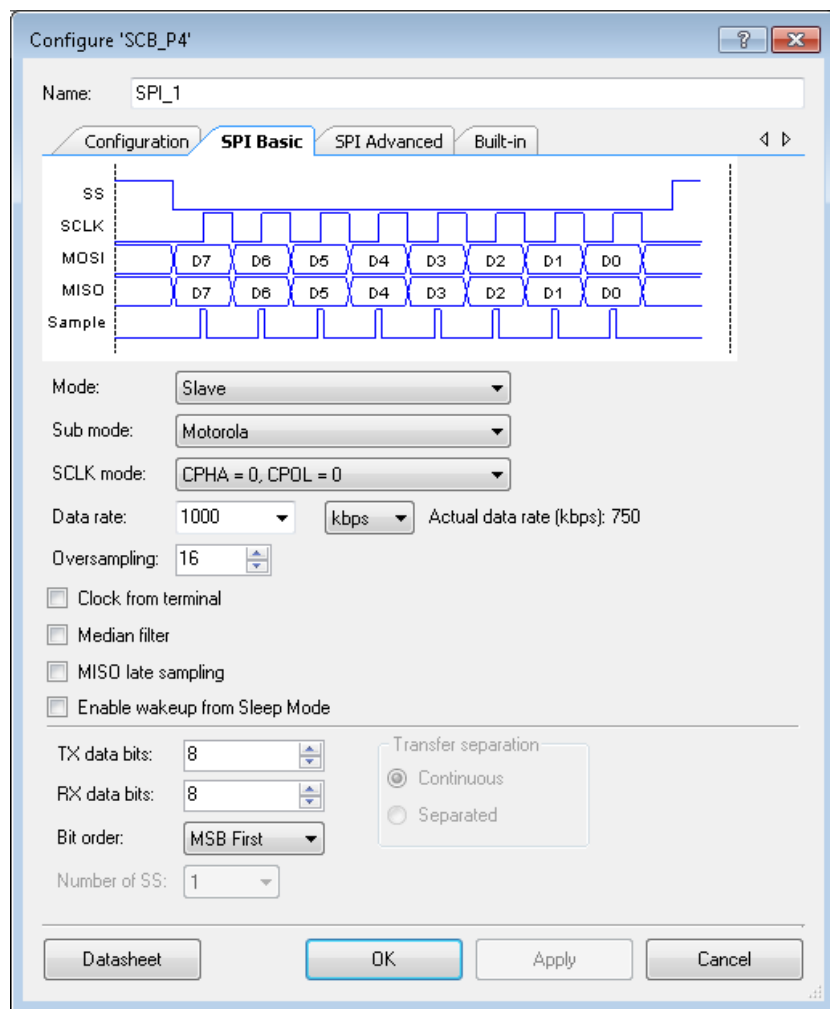 Configure 'SCB_P4'
Name: SPI_1
Configuration SPI Basic SPI Advanced Built-in
SS
SCLK
MOSI D7 D6 D5 D4 D3 D2 D1 D0
MISO D7 D6 D5 D4 D3 D2 D1 D0
Sample
Mode: Slave
Sub mode: Motorola
SCLK mode: CPHA = 0, CPOL = 0
Data rate: 1000 kbps Actual data rate (kbps): 750
Oversampling: 16
Clock from terminal
Median filter
MISO late sampling
Enable wakeup from Sleep Mode
TX data bits: 8 Transfer separation
Continuous
RX data bits: 8
Separated
Bit order: MSB First
Number of SS: 1
Datasheet OK Apply Cancel